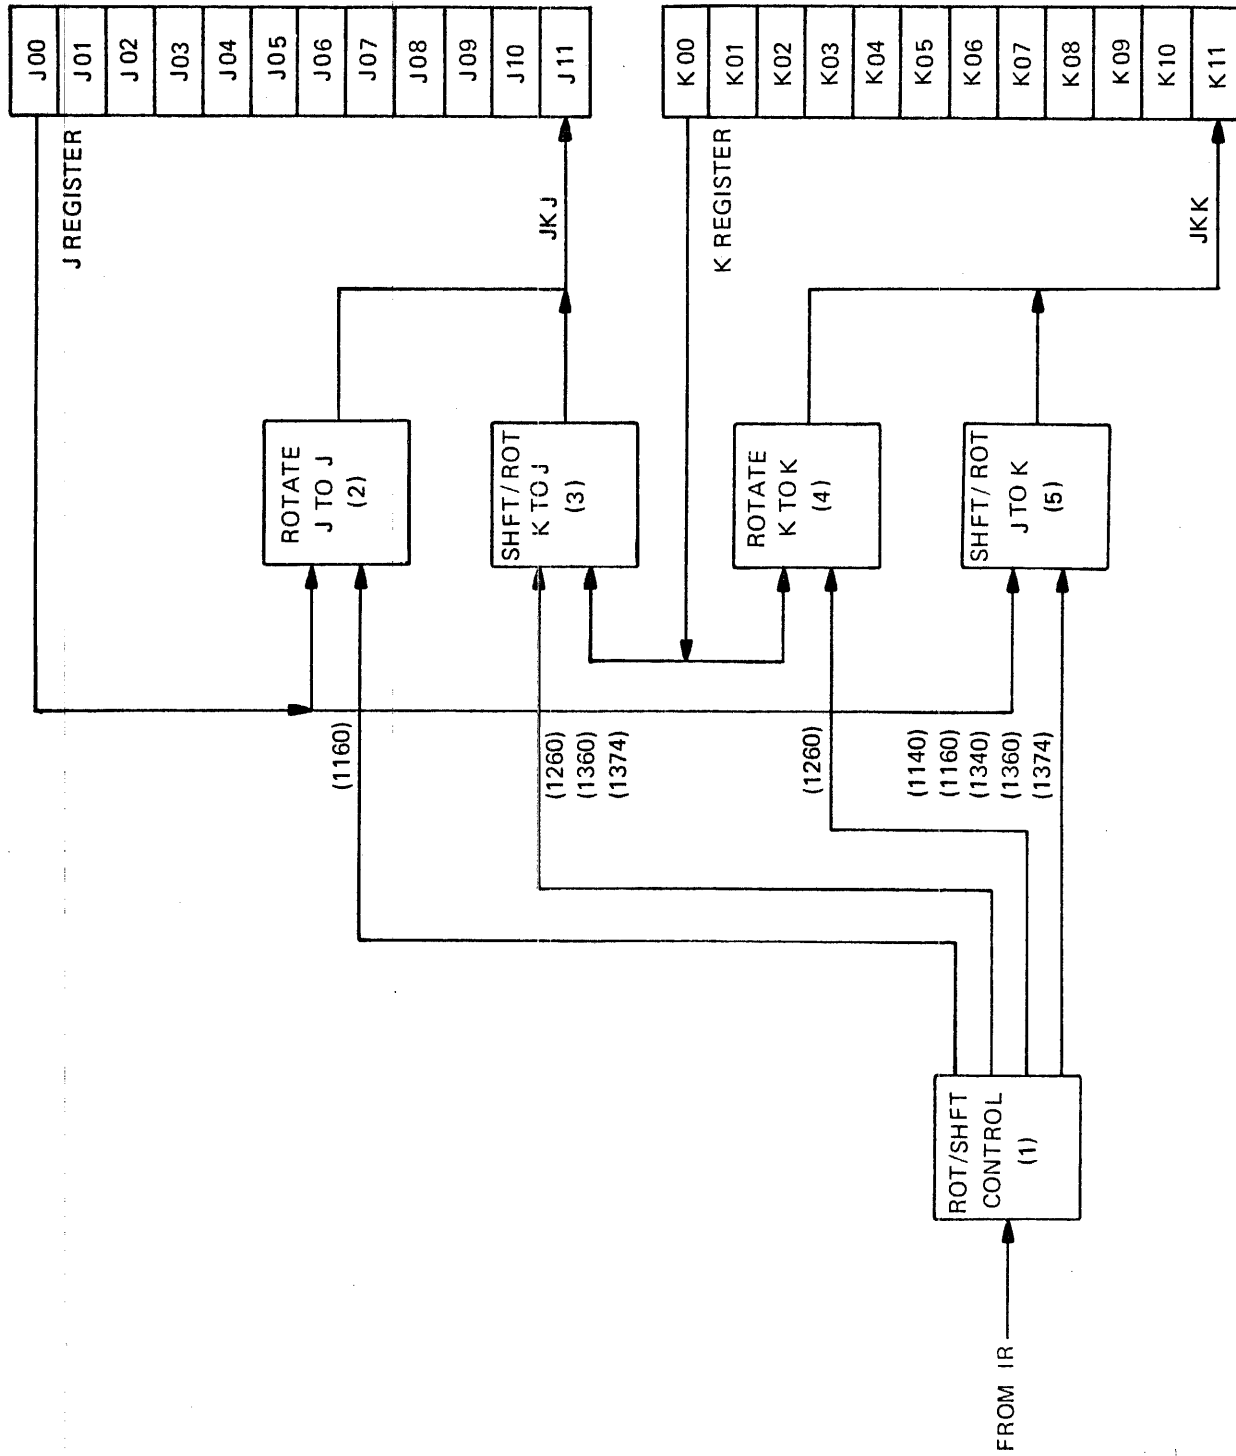 J00
J01
J02
J03
J04
J05
J06
J07
J08
J09
J10
J11
J REGISTER
JKJ
K00
K01
K02
K03
K04
K05
K06
K07
K08
K09
K10
K11
K REGISTER
JKK
ROTATE
J TO J
(2)
SHFT/ROT
K TO J
(3)
ROTATE
K TO K
(4)
SHFT/ROT
J TO K
(5)
(1160)
(1260)
(1360)
(1374)
(1260)
(1140)
(1160)
(1340)
(1360)
(1374)
ROT/SHFT
CONTROL
(1)
FROM IR